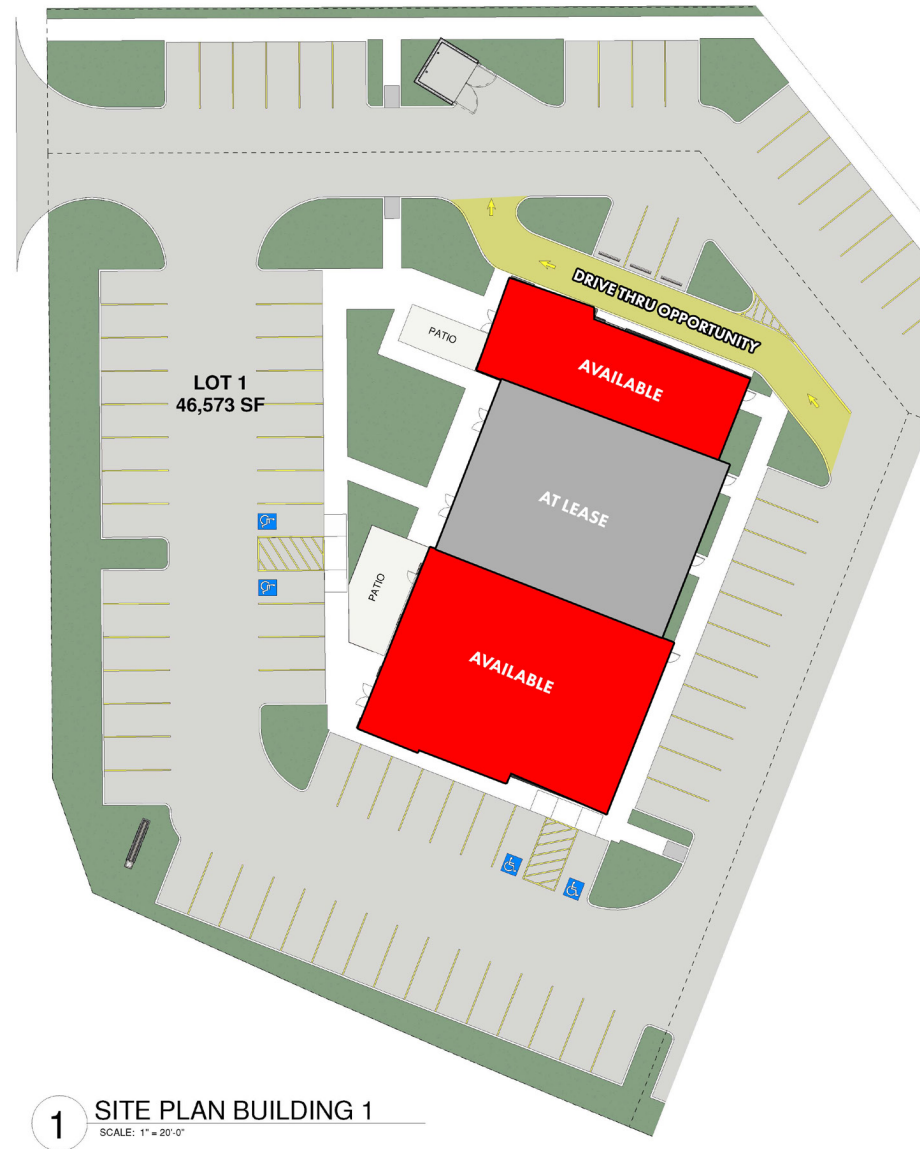 DRIVE THRU OPPORTUNITY
PATIO
AVAILABLE
LOT 1
46,573 SF
AT LEASE
PATIO
AVAILABLE
1
SITE PLAN BUILDING 1
SCALE: 1" = 20'-0"